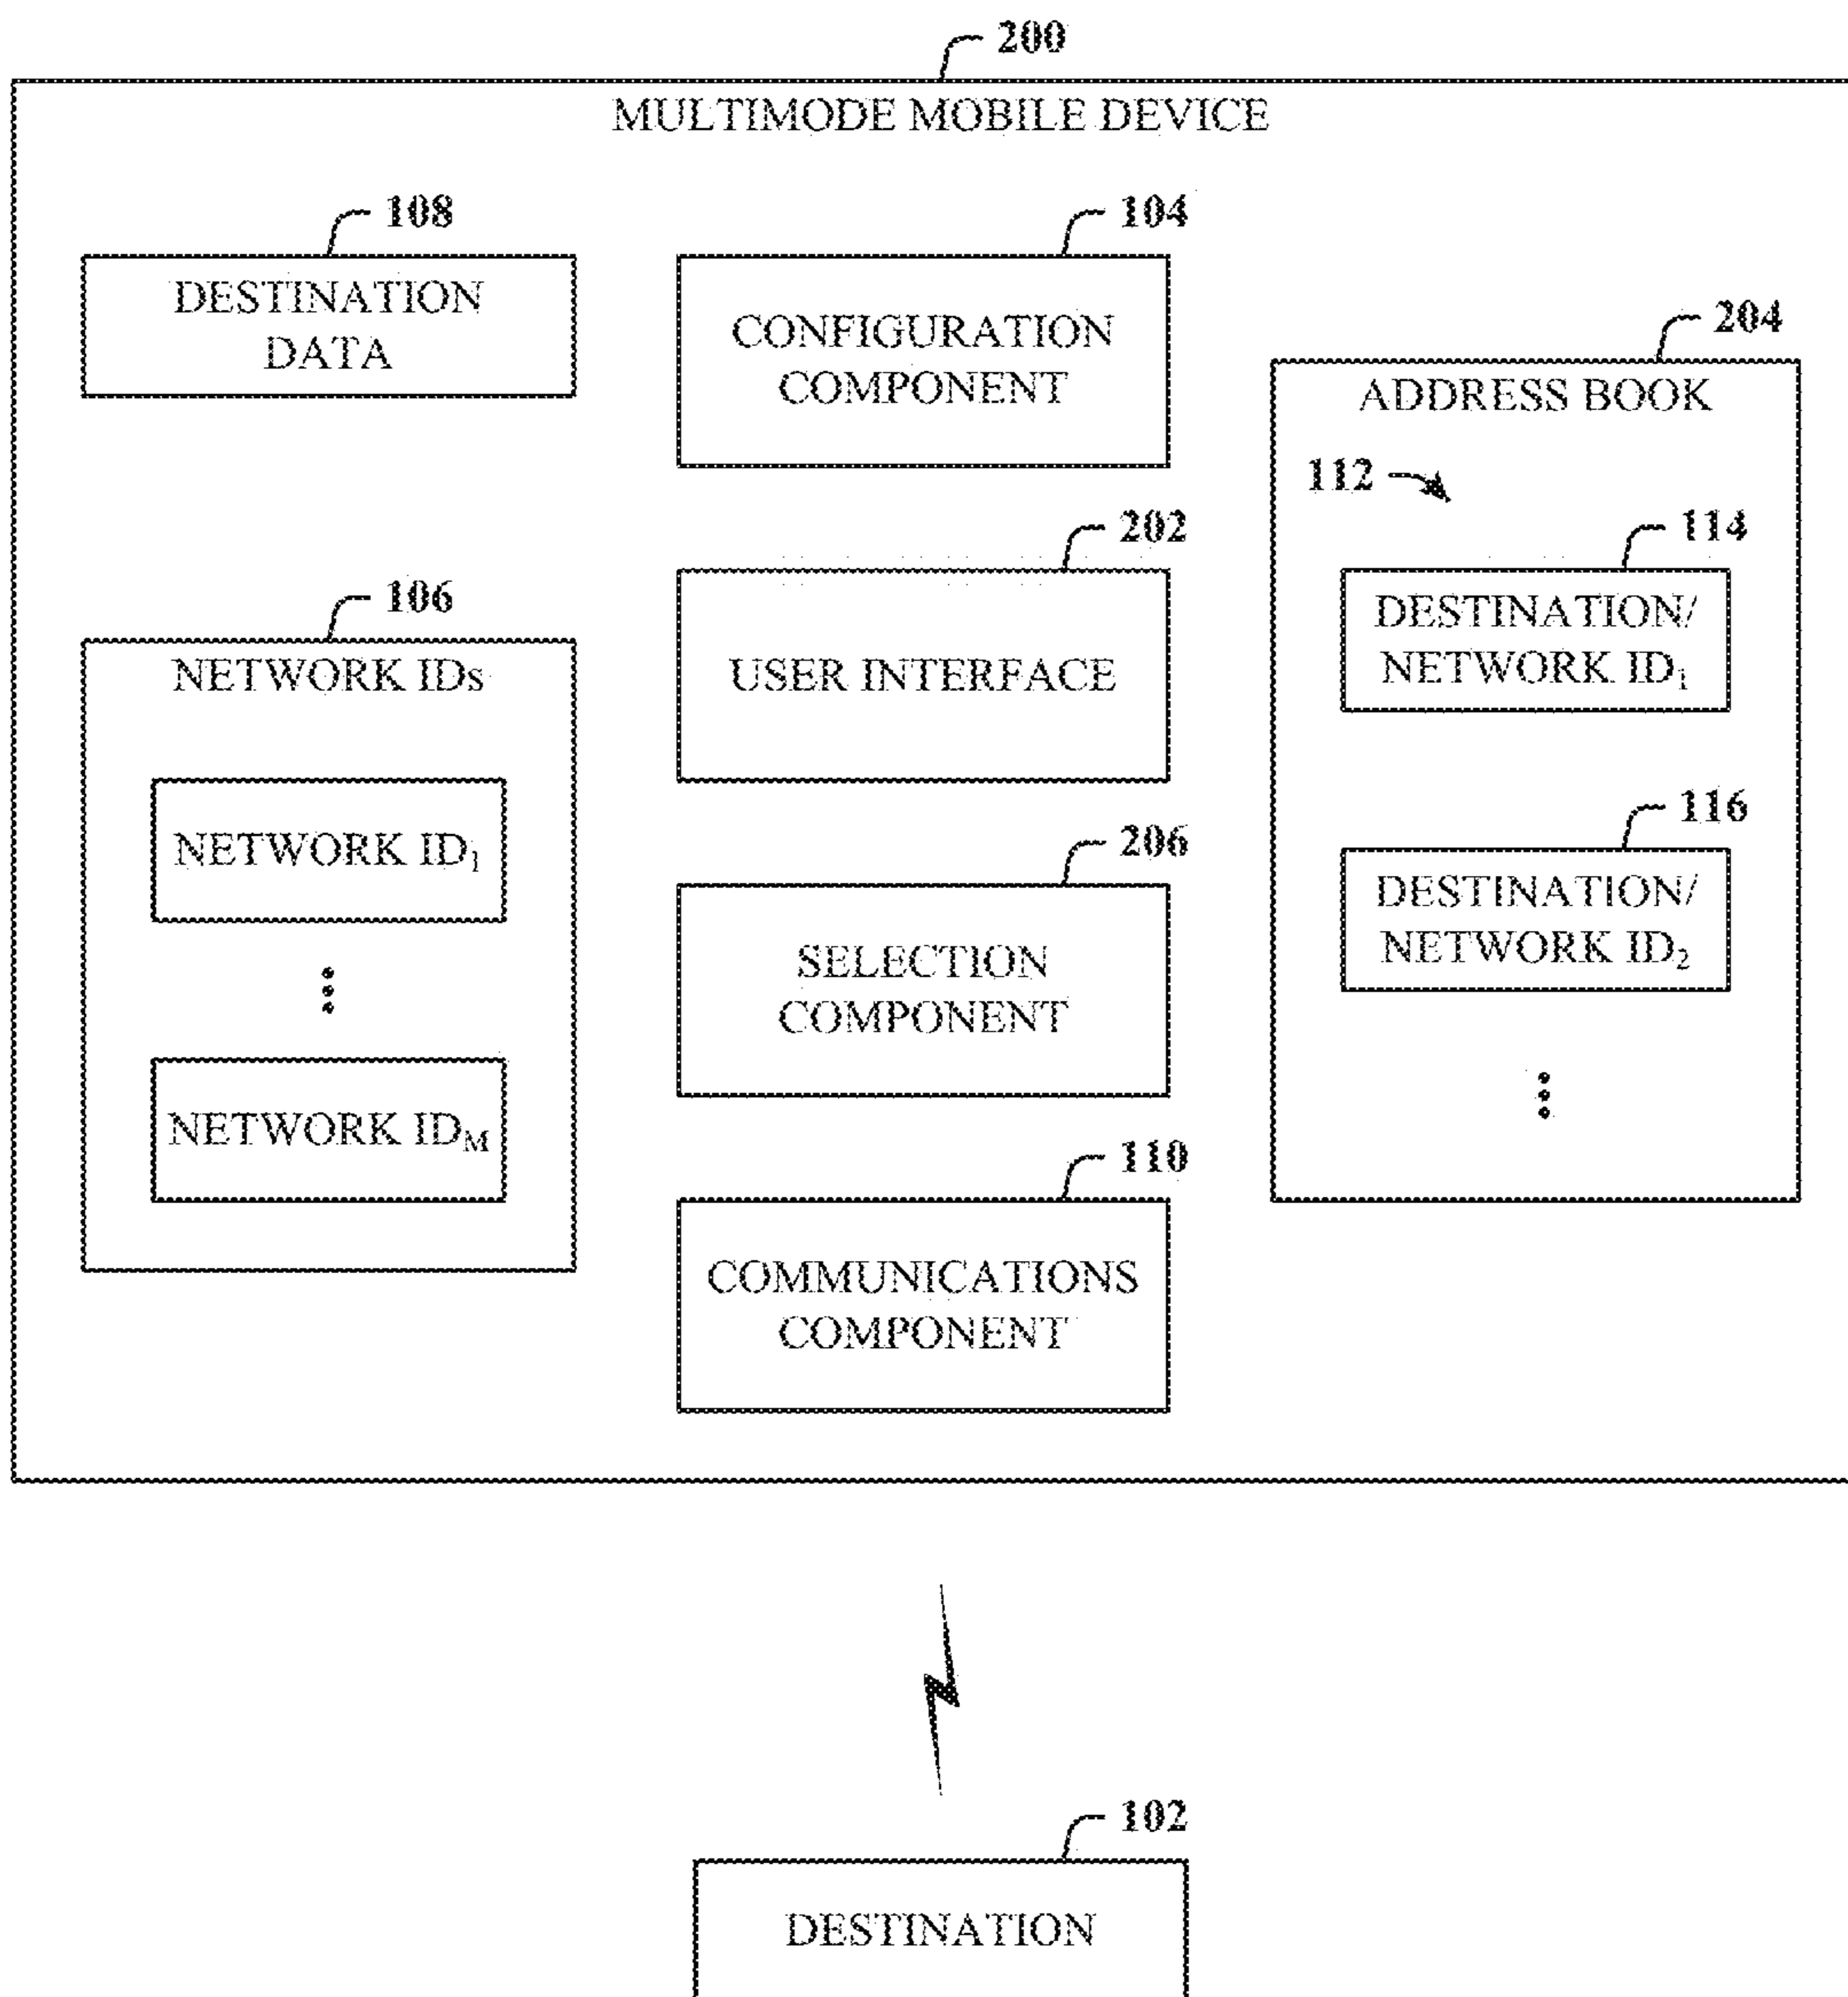 200
MULTIMODE MOBILE DEVICE
108
DESTINATION
DATA
106
NETWORK IDs
NETWORK ID₁
NETWORK ID_M
104
CONFIGURATION
COMPONENT
202
USER INTERFACE
206
SELECTION
COMPONENT
110
COMMUNICATIONS
COMPONENT
204
ADDRESS BOOK
112
114
DESTINATION/
NETWORK ID₁
116
DESTINATION/
NETWORK ID₂
102
DESTINATION